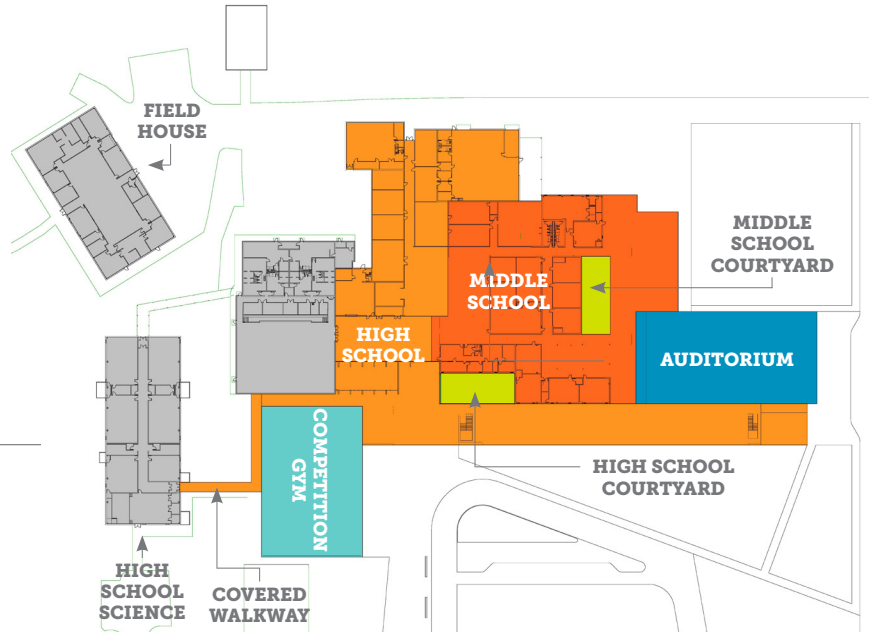 FIELD
HOUSE
MIDDLE
SCHOOL
COURTYARD
MIDDLE
SCHOOL
HIGH
SCHOOL
AUDITORIUM
COMPETITION
GYM
HIGH SCHOOL
COURTYARD
HIGH
SCHOOL
SCIENCE
COVERED
WALKWAY